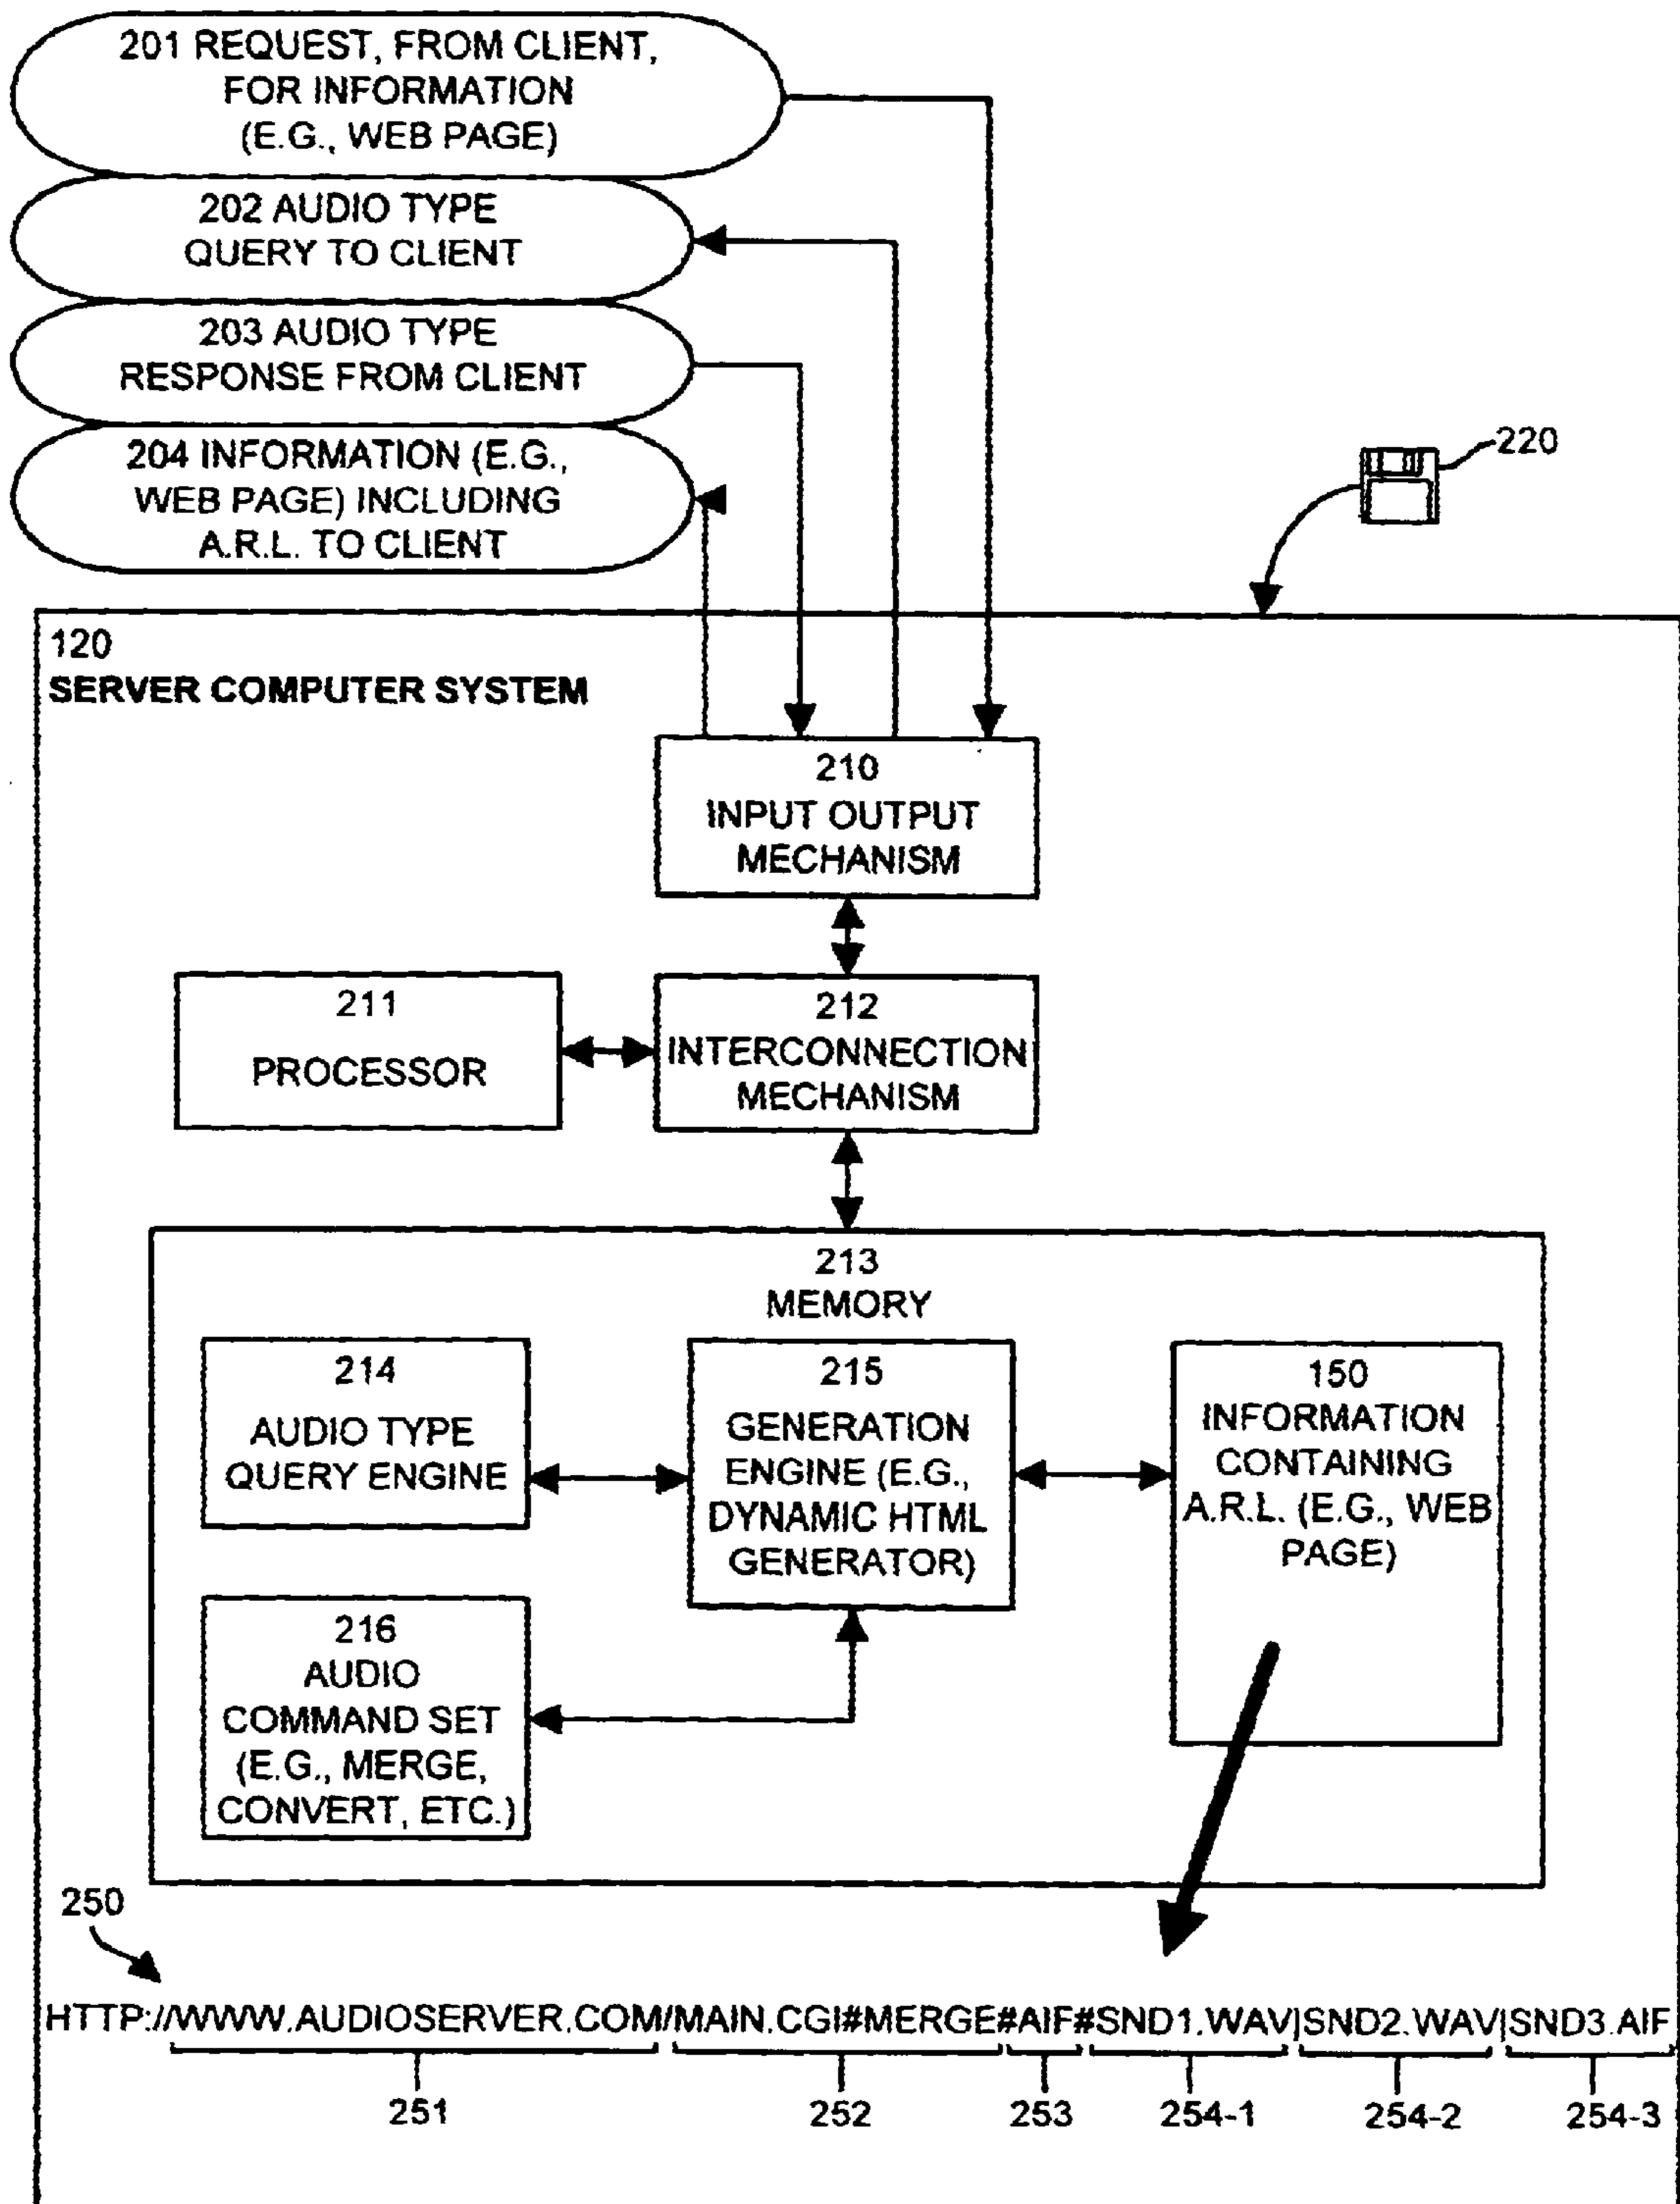 201 REQUEST, FROM CLIENT,
FOR INFORMATION
(E.G., WEB PAGE)
202 AUDIO TYPE
QUERY TO CLIENT
203 AUDIO TYPE
RESPONSE FROM CLIENT
204 INFORMATION (E.G.,
WEB PAGE) INCLUDING
A.R.L. TO CLIENT
220
120
SERVER COMPUTER SYSTEM
210
INPUT OUTPUT
MECHANISM
211
PROCESSOR
212
INTERCONNECTION
MECHANISM
213
MEMORY
214
AUDIO TYPE
QUERY ENGINE
215
GENERATION
ENGINE (E.G.,
DYNAMIC HTML
GENERATOR)
150
INFORMATION
CONTAINING
A.R.L. (E.G., WEB
PAGE)
216
AUDIO
COMMAND SET
(E.G., MERGE,
CONVERT, ETC.)
250
HTTP://WWW.AUDIOSERVER.COM/MAIN.CGI#MERGE#AIF#SND1.WAV|SND2.WAV|SND3.AIF
251 252 253 254-1 254-2 254-3